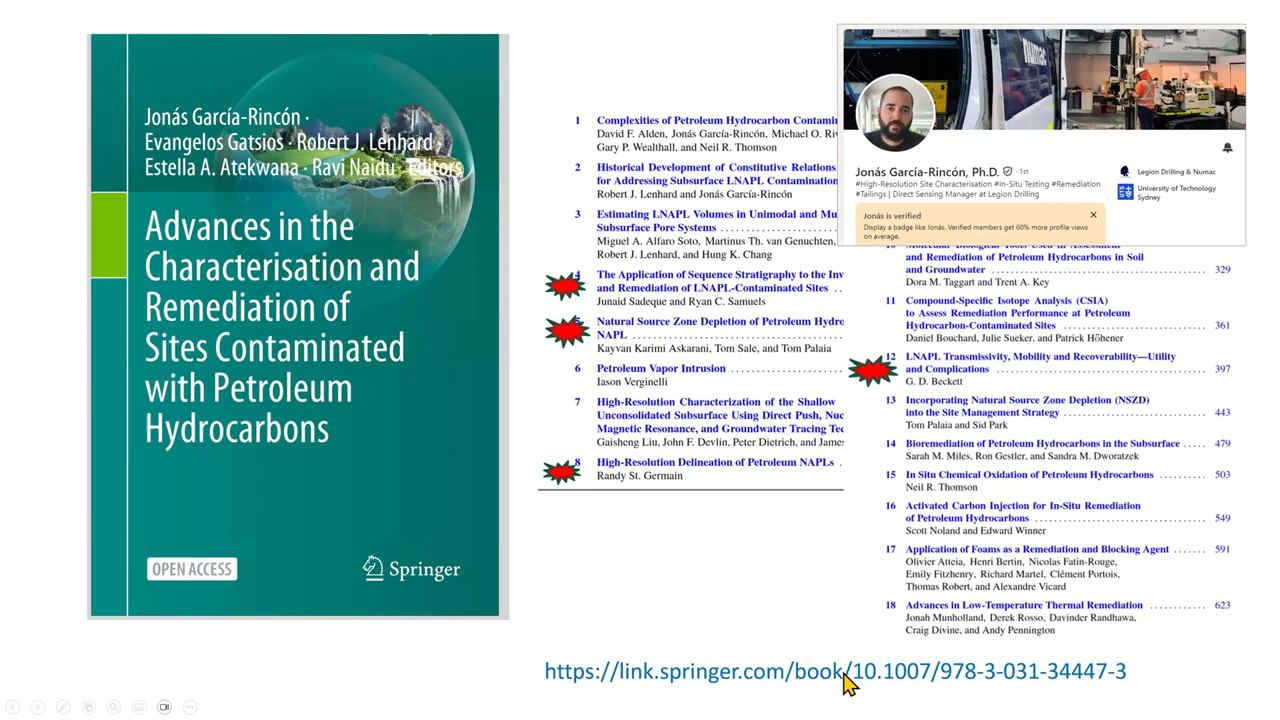 Jonás García-Rincón ·
Evangelos Gatsios · Robert J. Lenhard
Estella A. Atekwana · Ravi Naidu Editors
Advances in the
Characterisation and
Remediation of
Sites Contaminated
with Petroleum
Hydrocarbons
OPEN ACCESS
Springer
1 Complexities of Petroleum Hydrocarbon Contamin
David F. Alden, Jonás García-Rincón, Michael O. Riv
Gary P. Wealthall, and Neil R. Thomson
2 Historical Development of Constitutive Relations
for Addressing Subsurface LNAPL Contamination
Robert J. Lenhard and Jonás García-Rincón
3 Estimating LNAPL Volumes in Unimodal and Mu
Subsurface Pore Systems
Miguel A. Alfaro Soto, Martinus Th. van Genuchten,
Robert J. Lenhard, and Hung K. Chang
4 The Application of Sequence Stratigraphy to the Inv
and Remediation of LNAPL-Contaminated Sites
Junaid Sadeque and Ryan C. Samuels
5 Natural Source Zone Depletion of Petroleum Hydro
NAPL
Kayvan Karimi Askarani, Tom Sale, and Tom Palaia
6 Petroleum Vapor Intrusion
Iason Verginelli
7 High-Resolution Characterization of the Shallow
Unconsolidated Subsurface Using Direct Push, Nuc
Magnetic Resonance, and Groundwater Tracing Tec
Gaisheng Liu, John F. Devlin, Peter Dietrich, and James
8 High-Resolution Delineation of Petroleum NAPLs
Randy St. Germain
numac
Jonás García-Rincón, Ph.D. · 1st
#High-Resolution Site Characterisation #In-Situ Testing #Remediation
#Tailings | Direct Sensing Manager at Legion Drilling
Legion Drilling & Numac
UTS
University of Technology
Sydney
Jonás is verified
Display a badge like Jonás. Verified members get 60% more profile views
on average.
10 Molecular Biological Tools Used in Assessment
and Remediation of Petroleum Hydrocarbons in Soil
and Groundwater 329
Dora M. Taggart and Trent A. Key
11 Compound-Specific Isotope Analysis (CSIA)
to Assess Remediation Performance at Petroleum
Hydrocarbon-Contaminated Sites 361
Daniel Bouchard, Julie Sueker, and Patrick Höhener
12 LNAPL Transmissivity, Mobility and Recoverability—Utility
and Complications 397
G. D. Beckett
13 Incorporating Natural Source Zone Depletion (NSZD)
into the Site Management Strategy 443
Tom Palaia and Sid Park
14 Bioremediation of Petroleum Hydrocarbons in the Subsurface 479
Sarah M. Miles, Ron Gestler, and Sandra M. Dworatzek
15 In Situ Chemical Oxidation of Petroleum Hydrocarbons 503
Neil R. Thomson
16 Activated Carbon Injection for In-Situ Remediation
of Petroleum Hydrocarbons 549
Scott Noland and Edward Winner
17 Application of Foams as a Remediation and Blocking Agent 591
Olivier Atteia, Henri Bertin, Nicolas Fatin-Rouge,
Emily Fitzhenry, Richard Martel, Clément Portois,
Thomas Robert, and Alexandre Vicard
18 Advances in Low-Temperature Thermal Remediation 623
Jonah Munholland, Derek Rosso, Davinder Randhawa,
Craig Divine, and Andy Pennington
https://link.springer.com/book/10.1007/978-3-031-34447-3